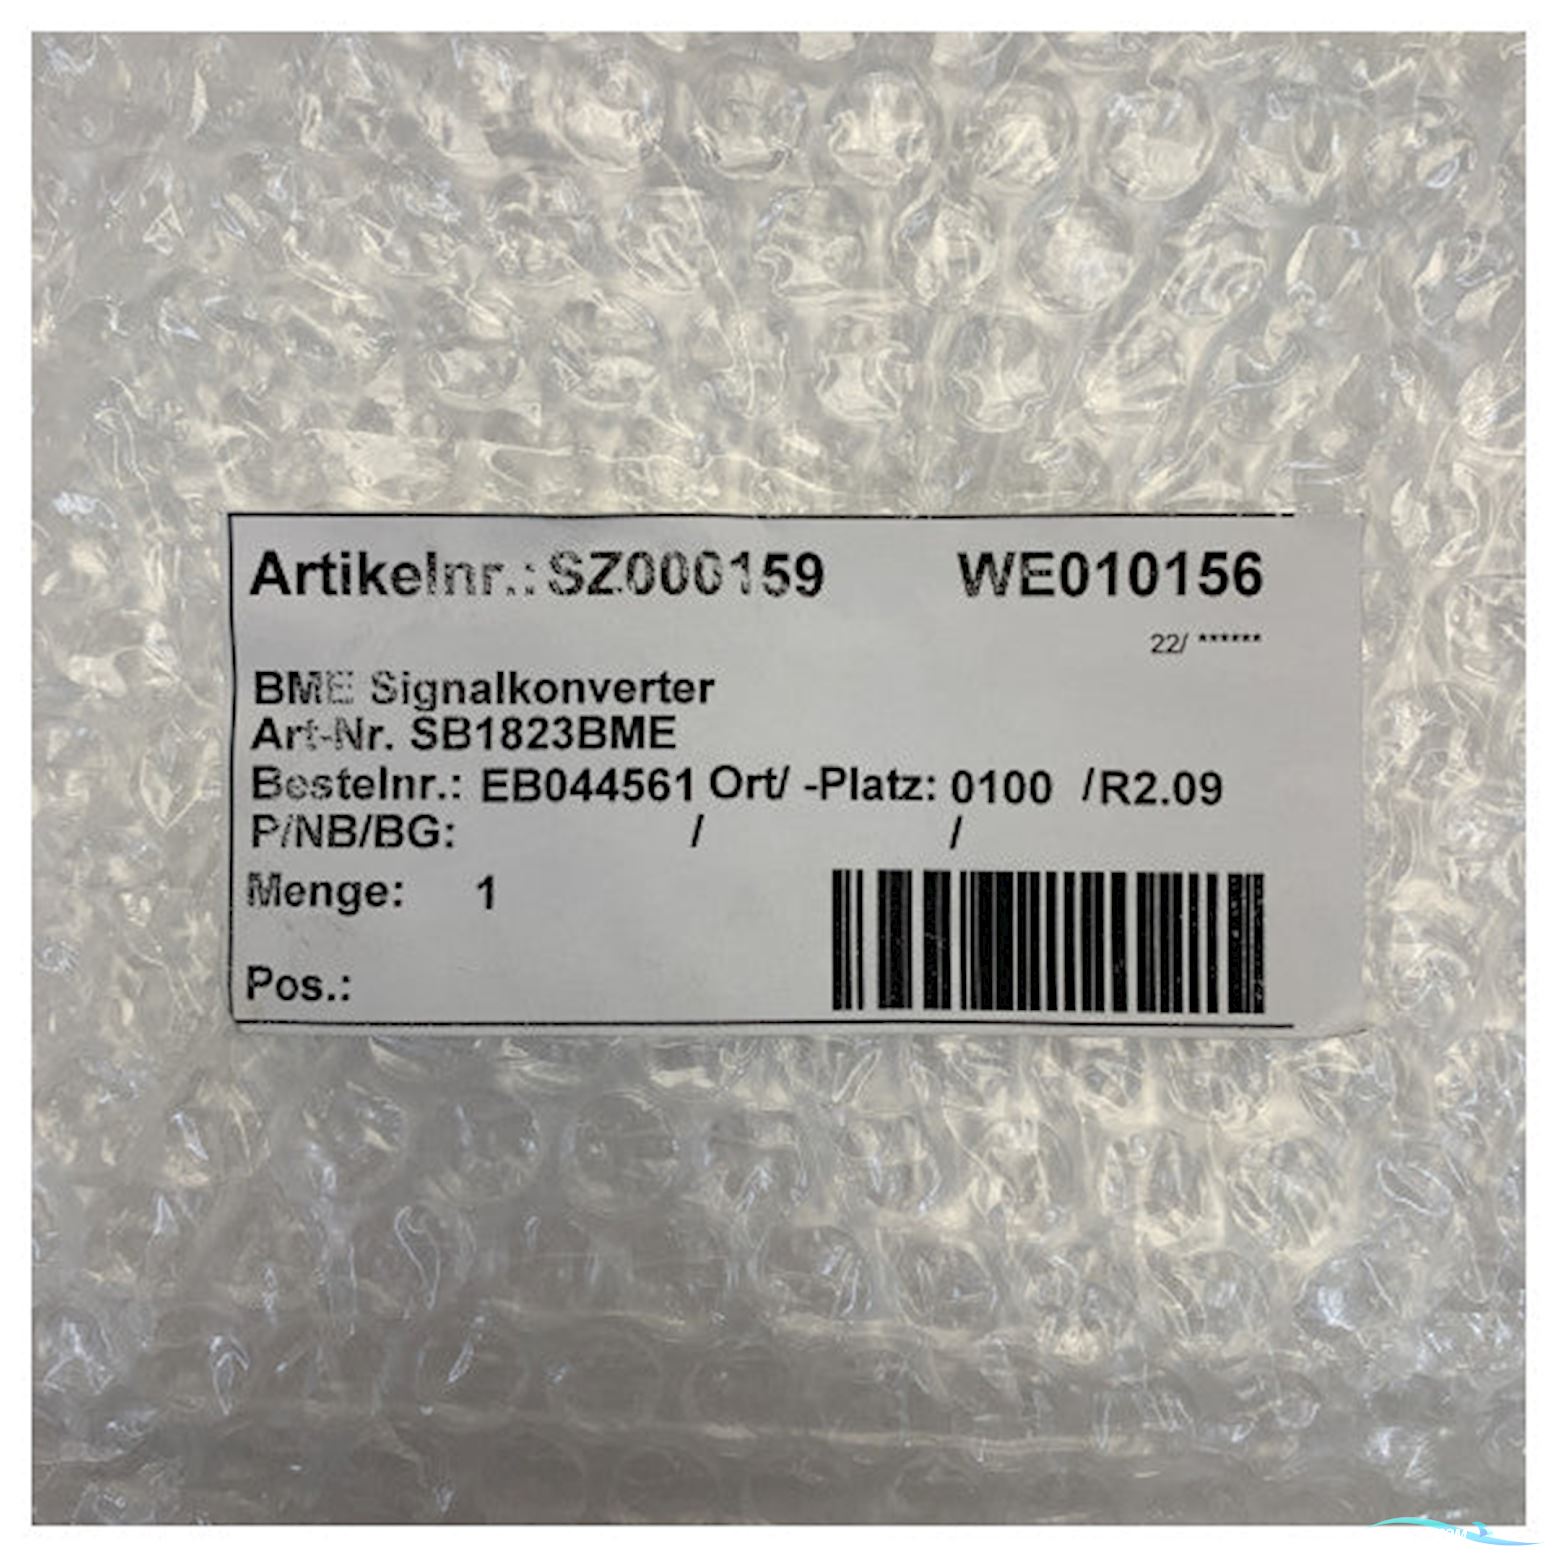 Artikelnr.: SZ000159 WE010156
22/ ******
BME Signalkonverter
Art-Nr. SB1823BME
Bestelnr.: EB044561 Ort/ -Platz: 0100 /R2.09
P/NB/BG: / /
Menge: 1
Pos.: